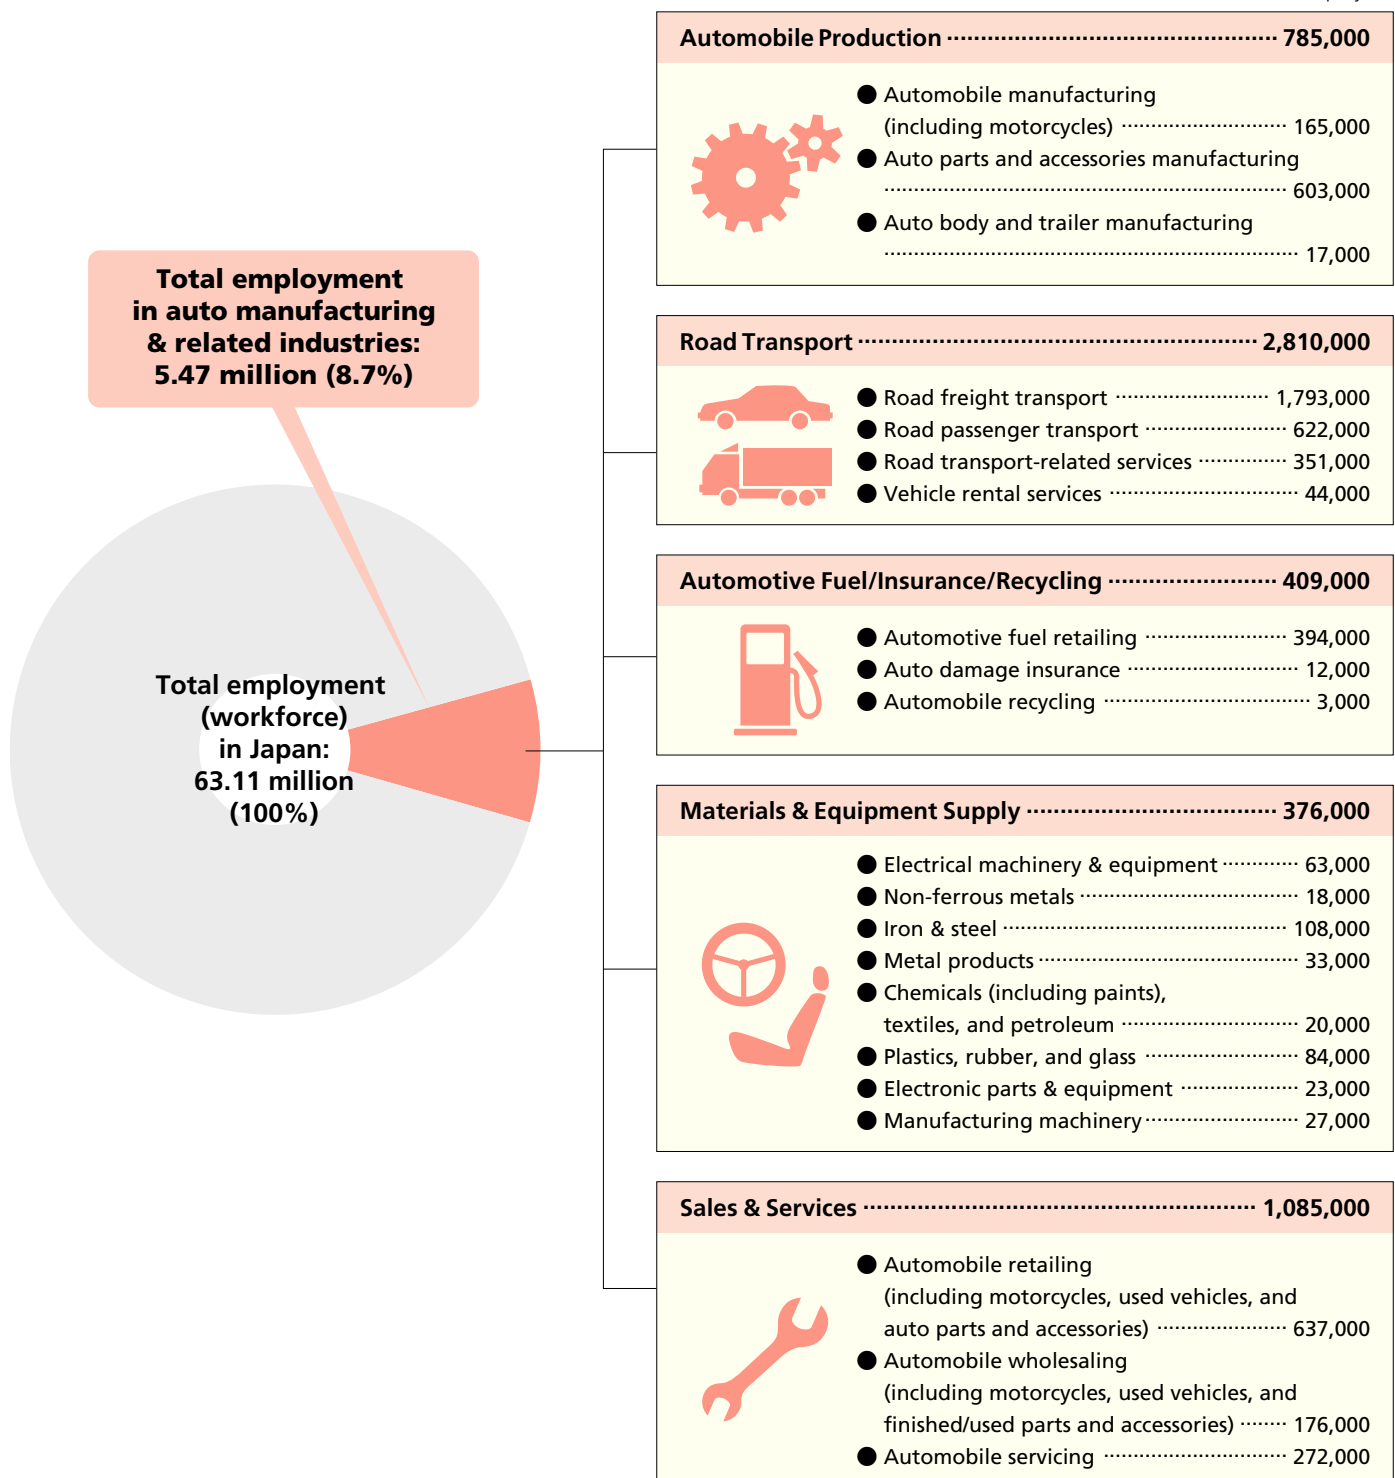 Total employment
in auto manufacturing
& related industries:
5.47 million (8.7%)
Total employment
(workforce)
in Japan:
63.11 million
(100%)
Automobile Production 785,000
● Automobile manufacturing
(including motorcycles) 165,000
● Auto parts and accessories manufacturing
603,000
● Auto body and trailer manufacturing
17,000
Road Transport 2,810,000
● Road freight transport 1,793,000
● Road passenger transport 622,000
● Road transport-related services 351,000
● Vehicle rental services 44,000
Automotive Fuel/Insurance/Recycling 409,000
● Automotive fuel retailing 394,000
● Auto damage insurance 12,000
● Automobile recycling 3,000
Materials & Equipment Supply 376,000
● Electrical machinery & equipment 63,000
● Non-ferrous metals 18,000
● Iron & steel 108,000
● Metal products 33,000
● Chemicals (including paints),
textiles, and petroleum 20,000
● Plastics, rubber, and glass 84,000
● Electronic parts & equipment 23,000
● Manufacturing machinery 27,000
Sales & Services 1,085,000
● Automobile retailing
(including motorcycles, used vehicles, and
auto parts and accessories) 637,000
● Automobile wholesaling
(including motorcycles, used vehicles, and
finished/used parts and accessories) 176,000
● Automobile servicing 272,000